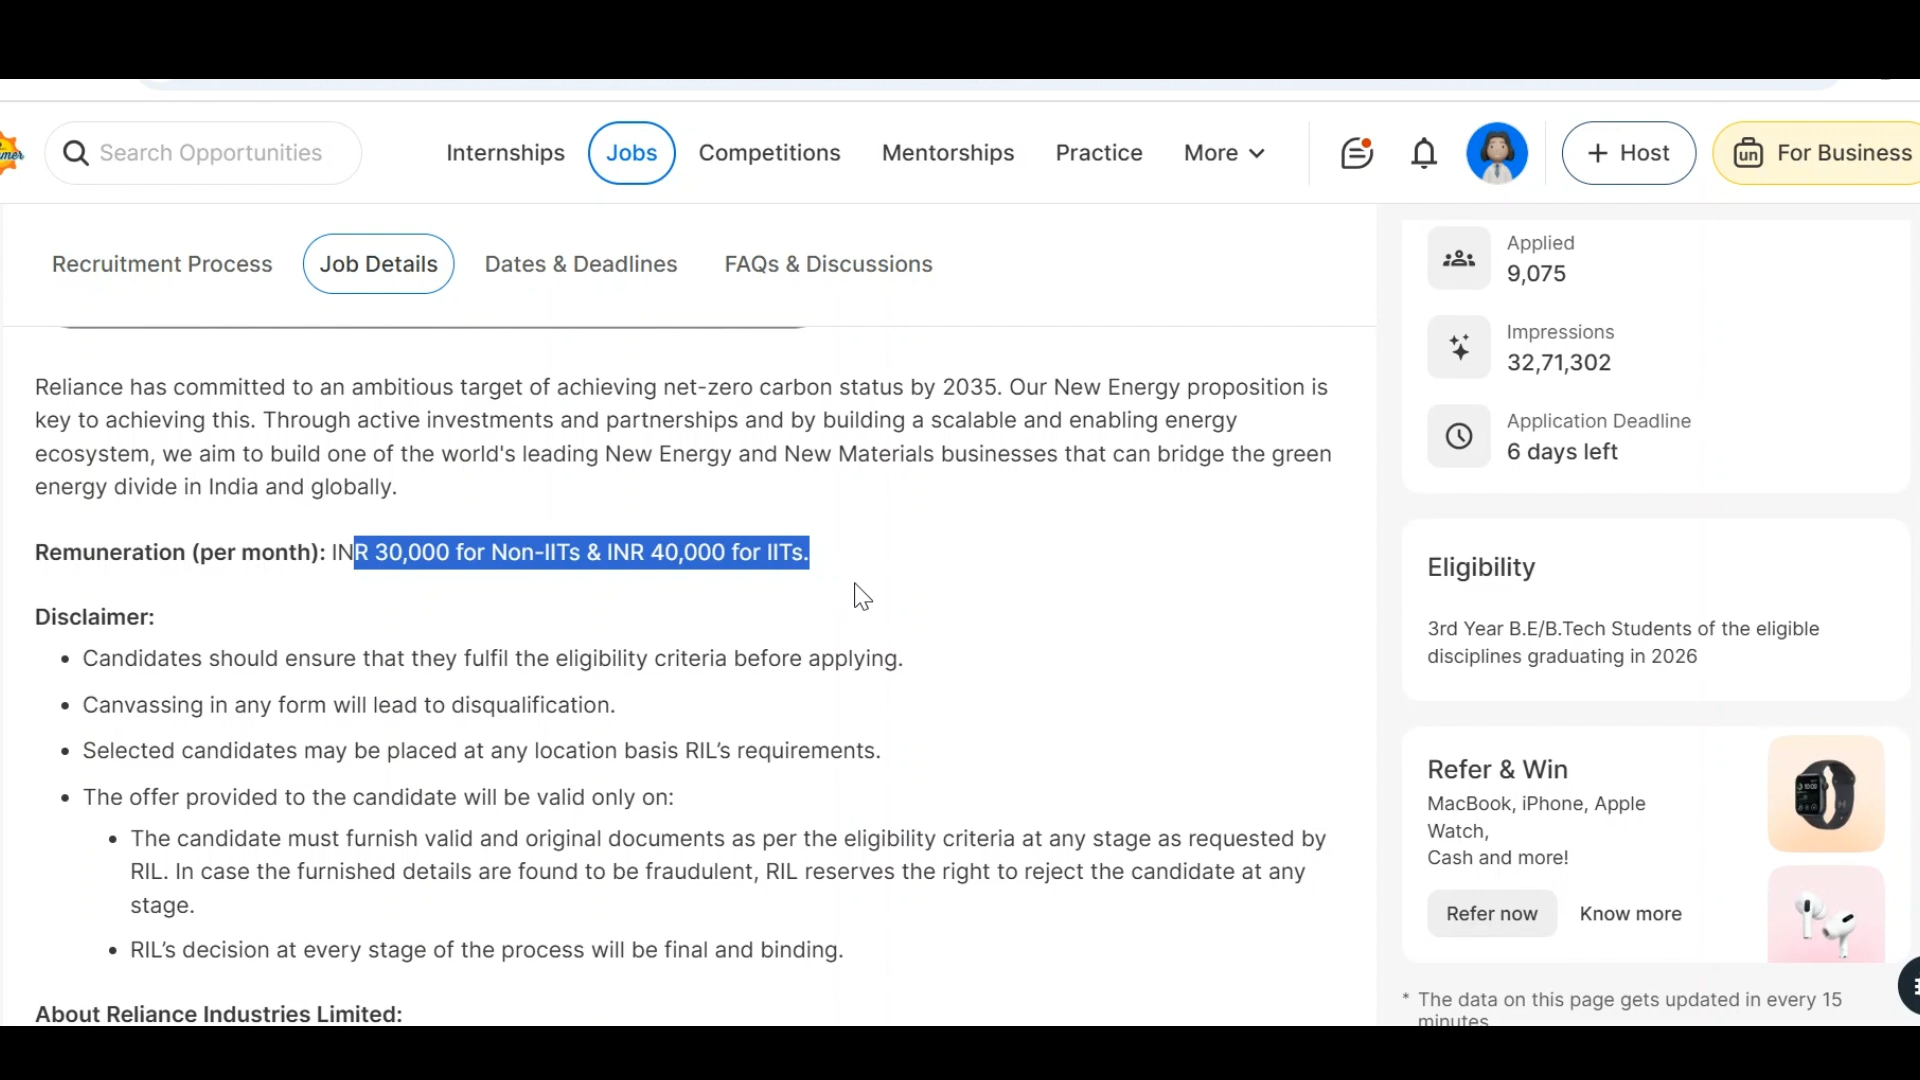 Search Opportunities
Internships
Jobs
Competitions
Mentorships
Practice
More
+ Host
un
For Business
Recruitment Process
Job Details
Dates & Deadlines
FAQs & Discussions
Reliance has committed to an ambitious target of achieving net-zero carbon status by 2035. Our New Energy proposition is
key to achieving this. Through active investments and partnerships and by building a scalable and enabling energy
ecosystem, we aim to build one of the world's leading New Energy and New Materials businesses that can bridge the green
energy divide in India and globally.
Remuneration (per month): INR 30,000 for Non-IITs & INR 40,000 for IITs.
Disclaimer:
• Candidates should ensure that they fulfil the eligibility criteria before applying.
• Canvassing in any form will lead to disqualification.
• Selected candidates may be placed at any location basis RIL’s requirements.
• The offer provided to the candidate will be valid only on:
• The candidate must furnish valid and original documents as per the eligibility criteria at any stage as requested by
RIL. In case the furnished details are found to be fraudulent, RIL reserves the right to reject the candidate at any
stage.
• RIL’s decision at every stage of the process will be final and binding.
About Reliance Industries Limited:
Applied
9,075
Impressions
32,71,302
Application Deadline
6 days left
Eligibility
3rd Year B.E/B.Tech Students of the eligible
disciplines graduating in 2026
Refer & Win
MacBook, iPhone, Apple
Watch,
Cash and more!
Refer now
Know more
* The data on this page gets updated in every 15
minutes